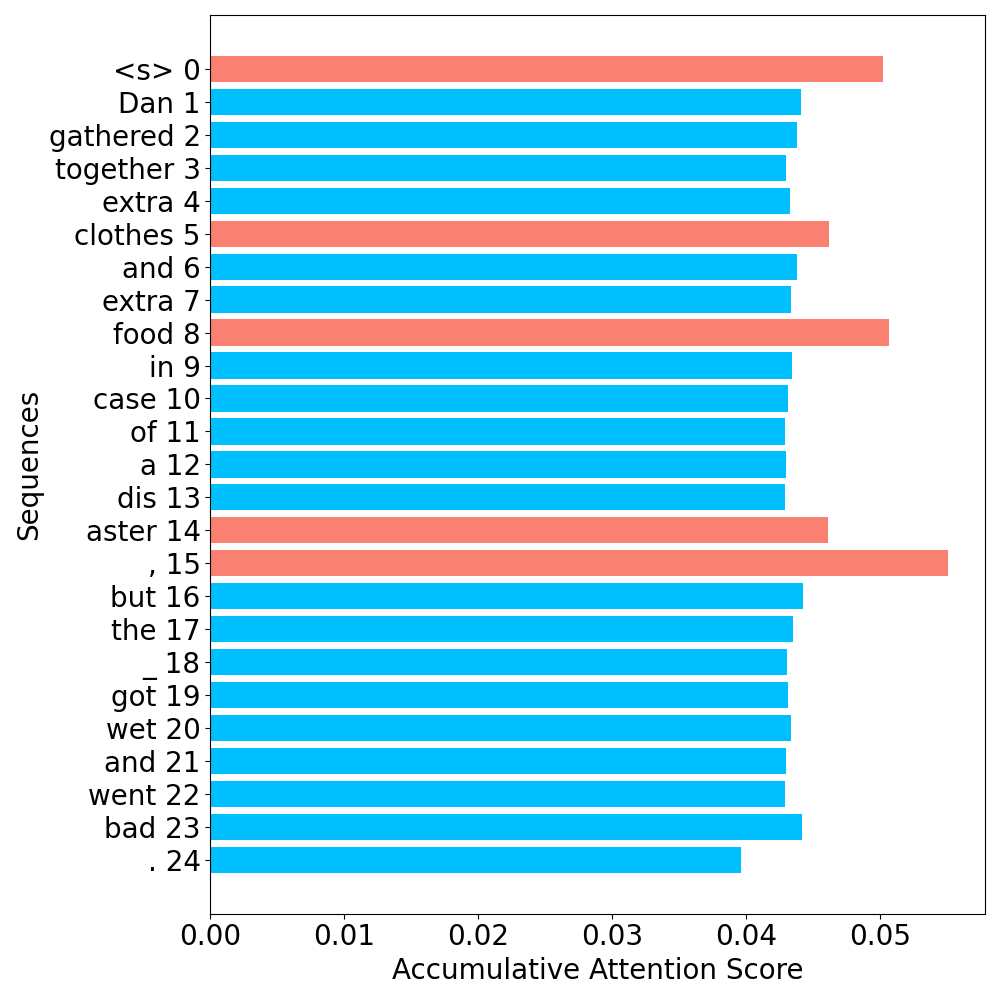 <s> 0
Dan 1
gathered 2
together 3
extra 4
clothes 5
and 6
extra 7
food 8
in 9
case 10
of 11
a 12
dis 13
aster 14
, 15
but 16
the 17
_ 18
got 19
wet 20
and 21
went 22
bad 23
. 24
Sequences
0.00 0.01 0.02 0.03 0.04 0.05
Accumulative Attention Score